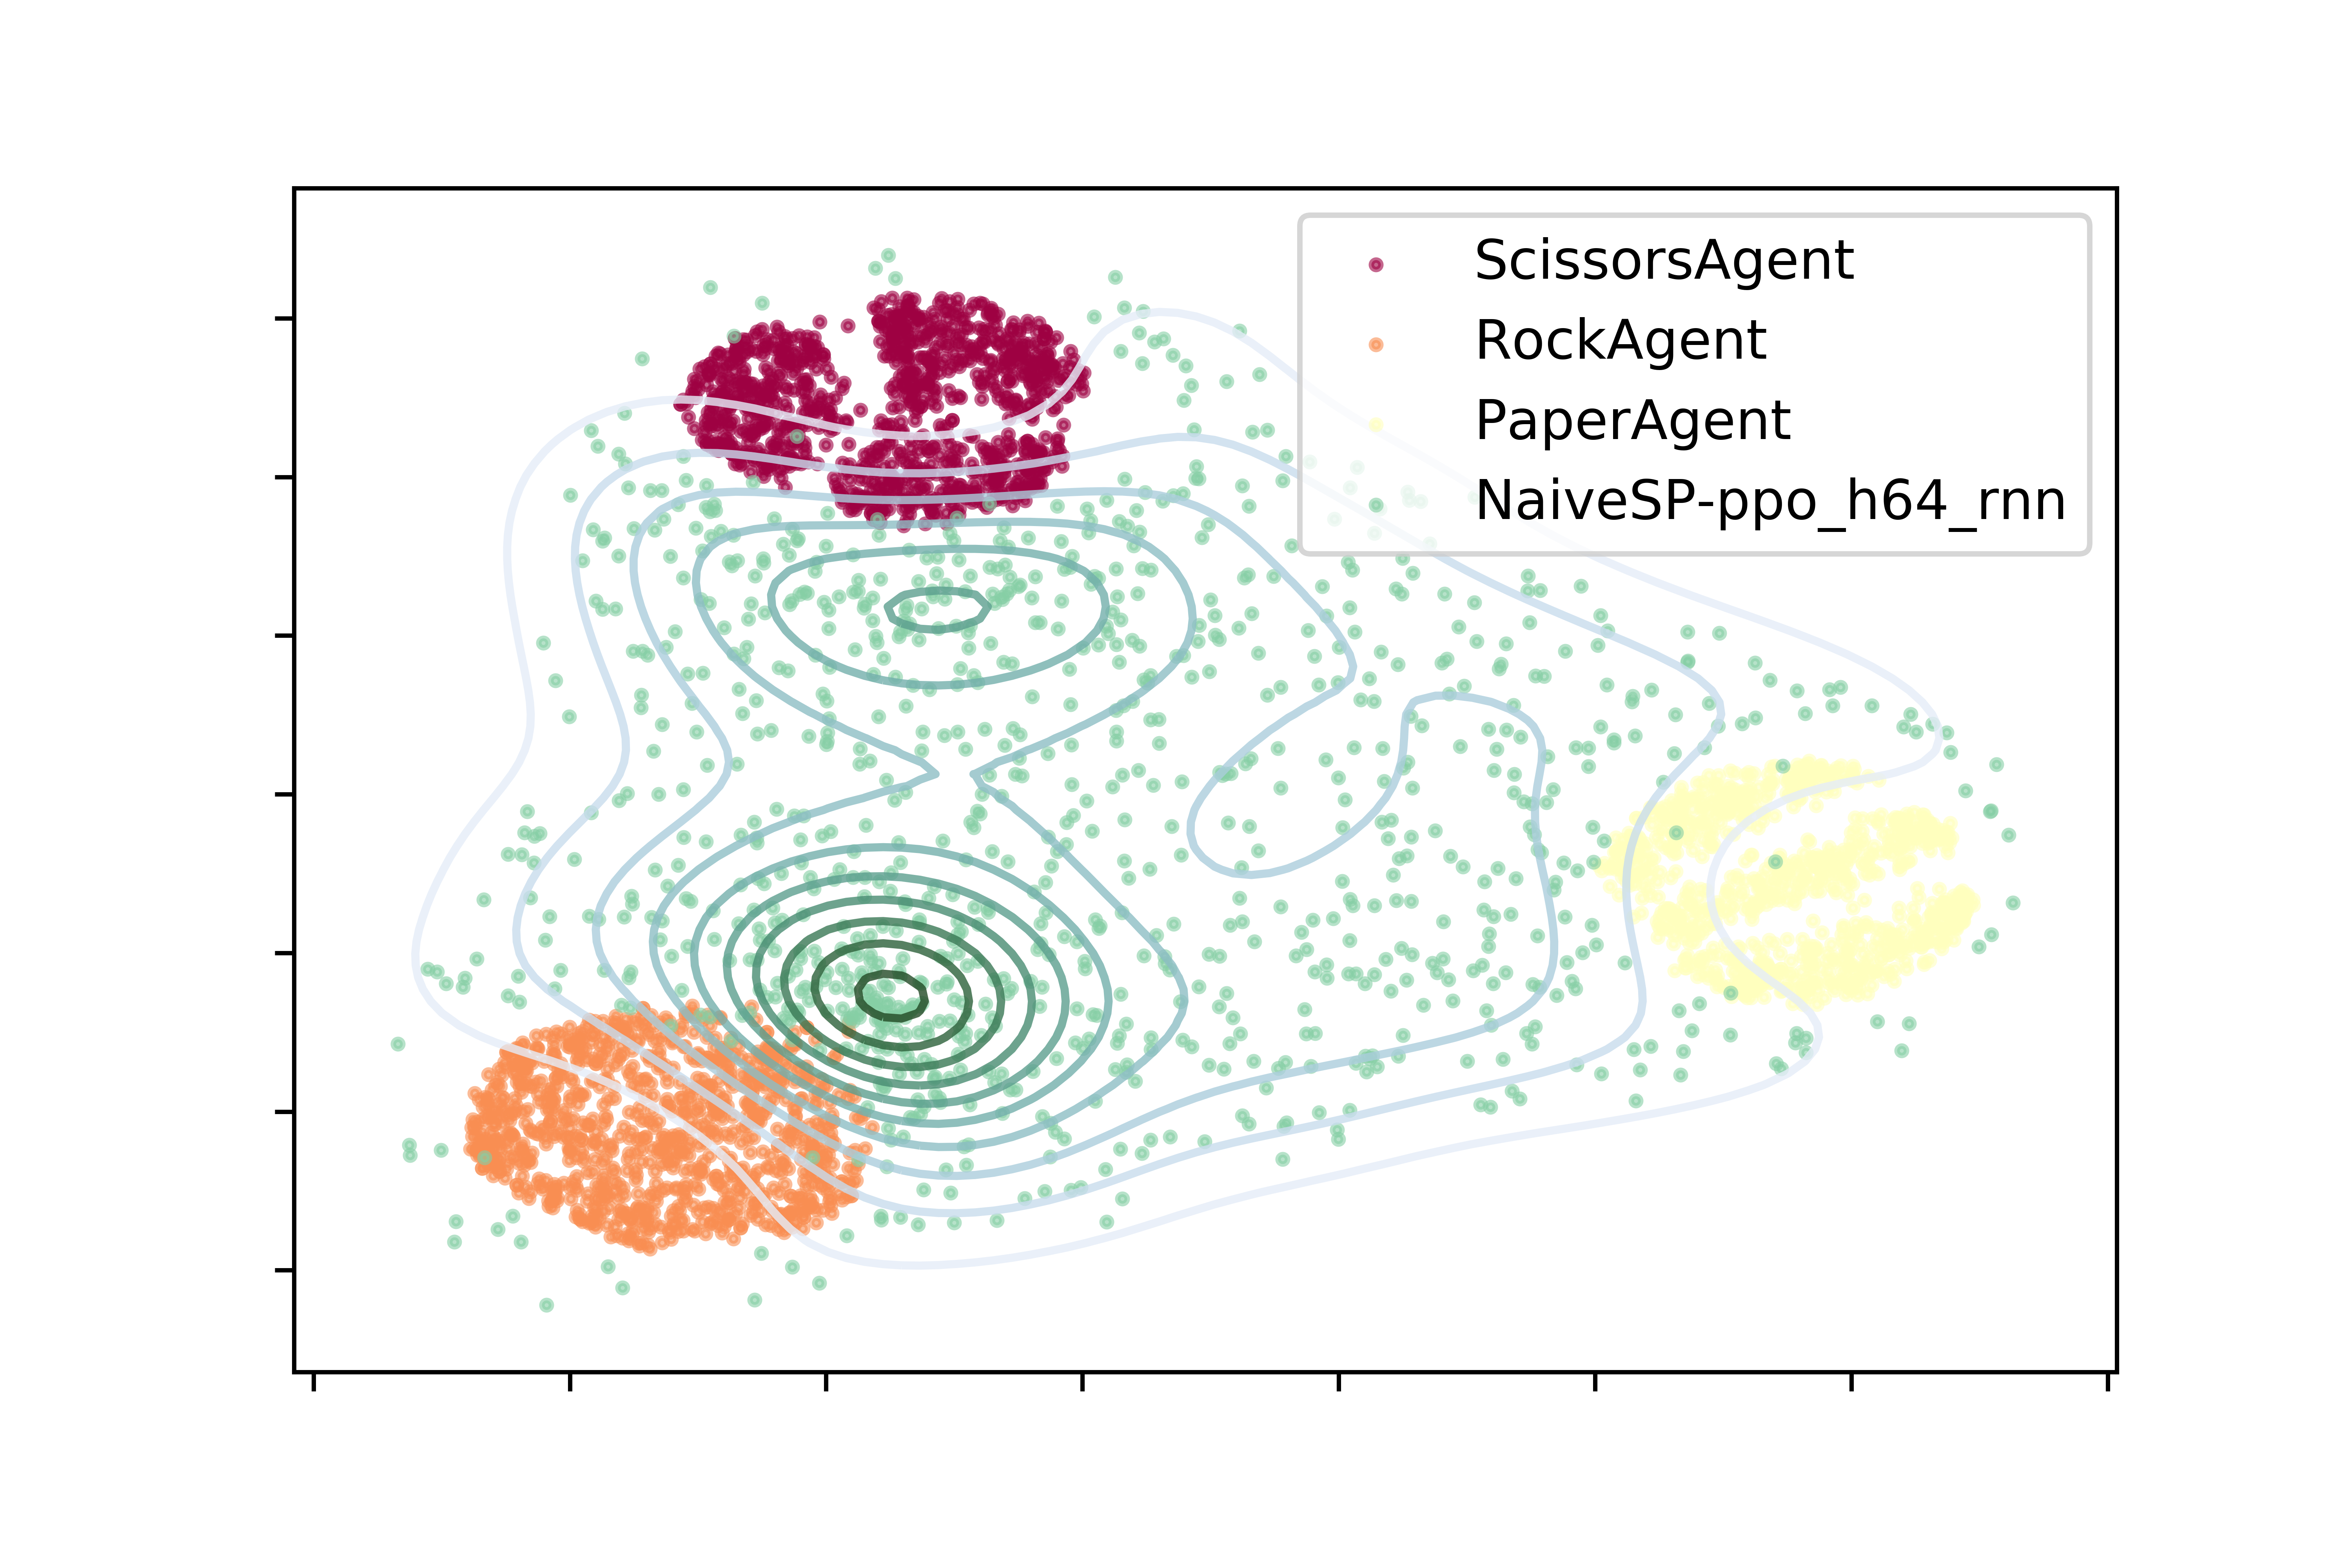 ScissorsAgent
RockAgent
PaperAgent
NaiveSP-ppo_h64_rnn